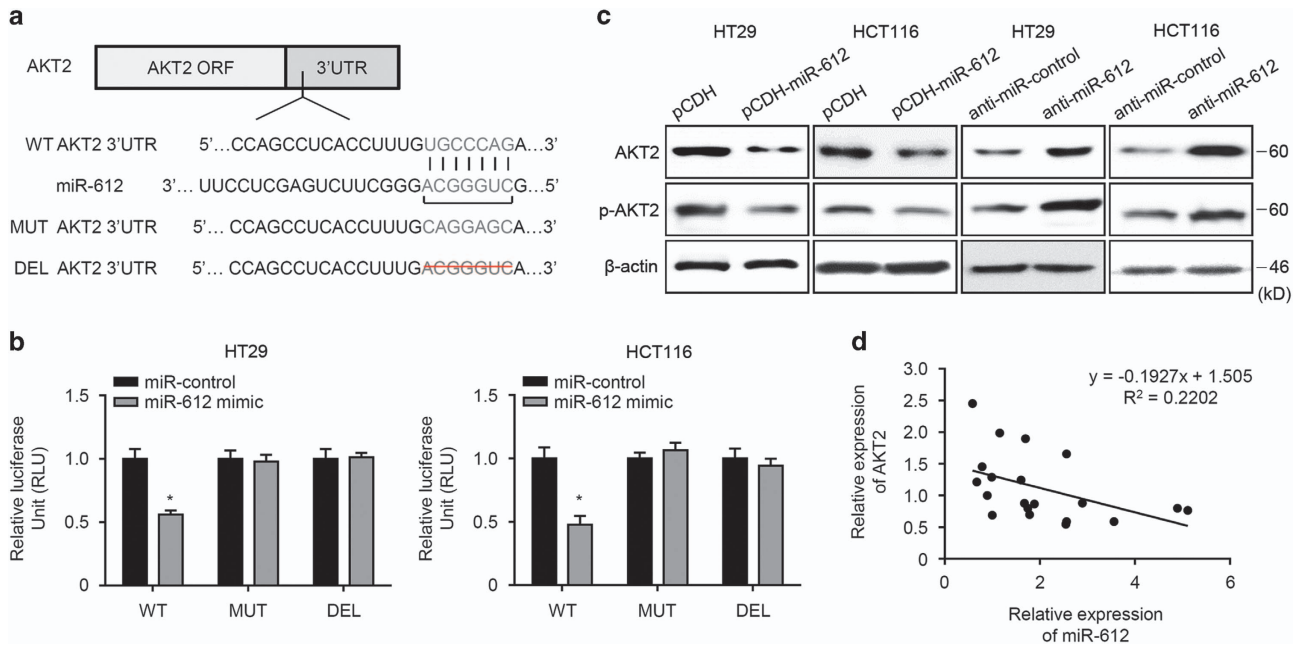 a
AKT2
AKT2 ORF
3’UTR
WT AKT2 3’UTR 5’… CCAGCCUCACCUUUGUGCCCAGA…3’
miR-612 3’… UUCCUCGAGUCUUCGGGACGGGUCG…5’
MUT AKT2 3’UTR 5’… CCAGCCUCACCUUUGCAGGAGCA…3’
DEL AKT2 3’UTR 5’… CCAGCCUCACCUUUGACGGGUCA…3’
b
HT29
miR-control
miR-612 mimic
Relative luciferase
Unit (RLU)
1.5
1.0
0.5
0
*
WT
MUT
DEL
HCT116
miR-control
miR-612 mimic
Relative luciferase
Unit (RLU)
1.5
1.0
0.5
0
*
WT
MUT
DEL
c
HT29
HCT116
HT29
HCT116
pCDH
pCDH-miR-612
pCDH
pCDH-miR-612
anti-miR-control
anti-miR-612
anti-miR-control
anti-miR-612
AKT2
60
p-AKT2
60
β-actin
46
(kD)
d
y = -0.1927x + 1.505
R² = 0.2202
Relative expression
of AKT2
3.0
2.5
2.0
1.5
1.0
0.5
0
0
2
4
6
Relative expression
of miR-612